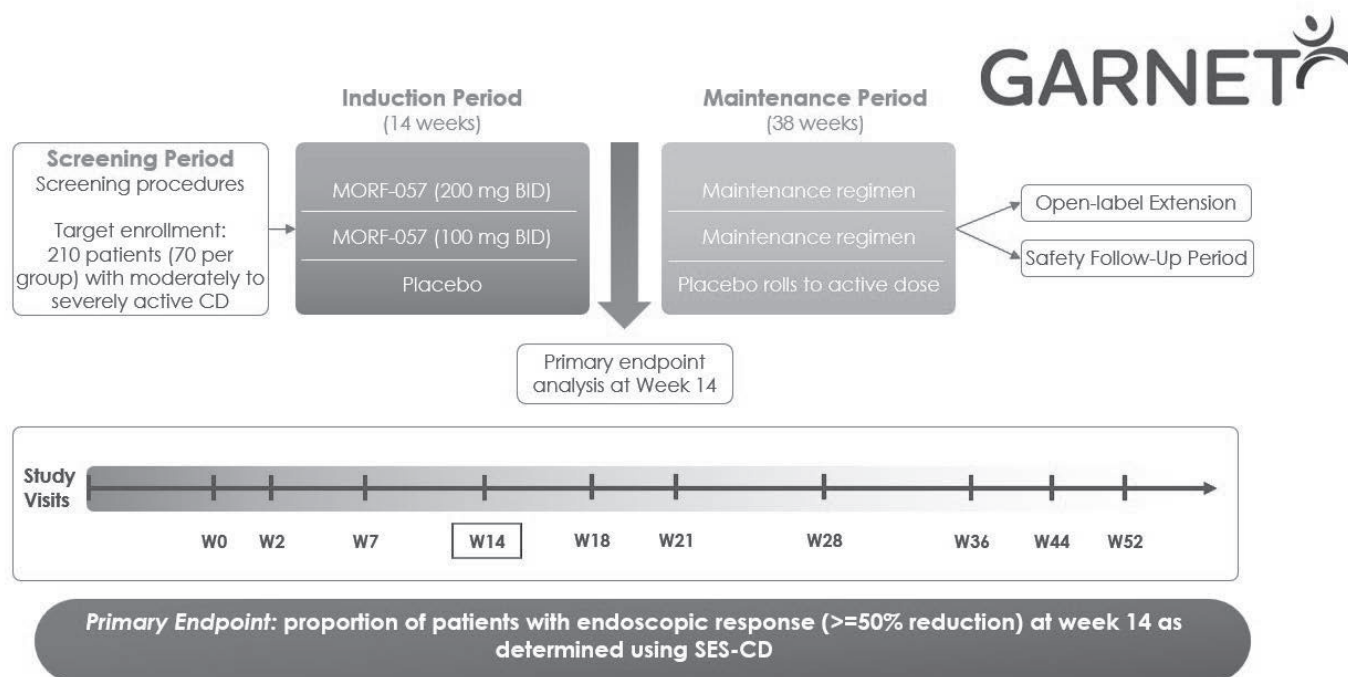 GARNET
Induction Period
(14 weeks)
Maintenance Period
(38 weeks)
Screening Period
Screening procedures
Target enrollment:
210 patients (70 per
group) with moderately to
severely active CD
MORF-057 (200 mg BID)
MORF-057 (100 mg BID)
Placebo
Maintenance regimen
Maintenance regimen
Placebo rolls to active dose
Open-label Extension
Safety Follow-Up Period
Primary endpoint
analysis at Week 14
Study
Visits
W0 W2 W7 W14 W18 W21 W28 W36 W44 W52
Primary Endpoint: proportion of patients with endoscopic response (>=50% reduction) at week 14 as
determined using SES-CD